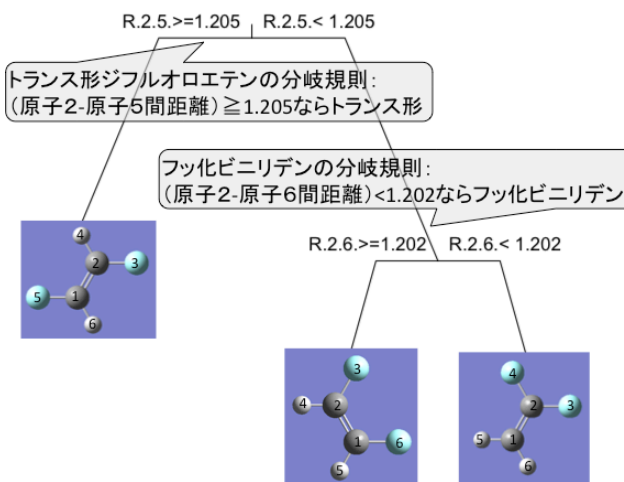 R.2.5.>=1.205 R.2.5.< 1.205
トランス形ジフルオロエテンの分岐規則：
（原子２-原子５間距離）≧1.205ならトランス形
フッ化ビニリデンの分岐規則：
（原子２-原子６間距離）<1.202ならフッ化ビニリデン
R.2.6.>=1.202 R.2.6.< 1.202
4
2 3
5 1
6
3
4 2
1 6
5
4
2 3
5 1
6